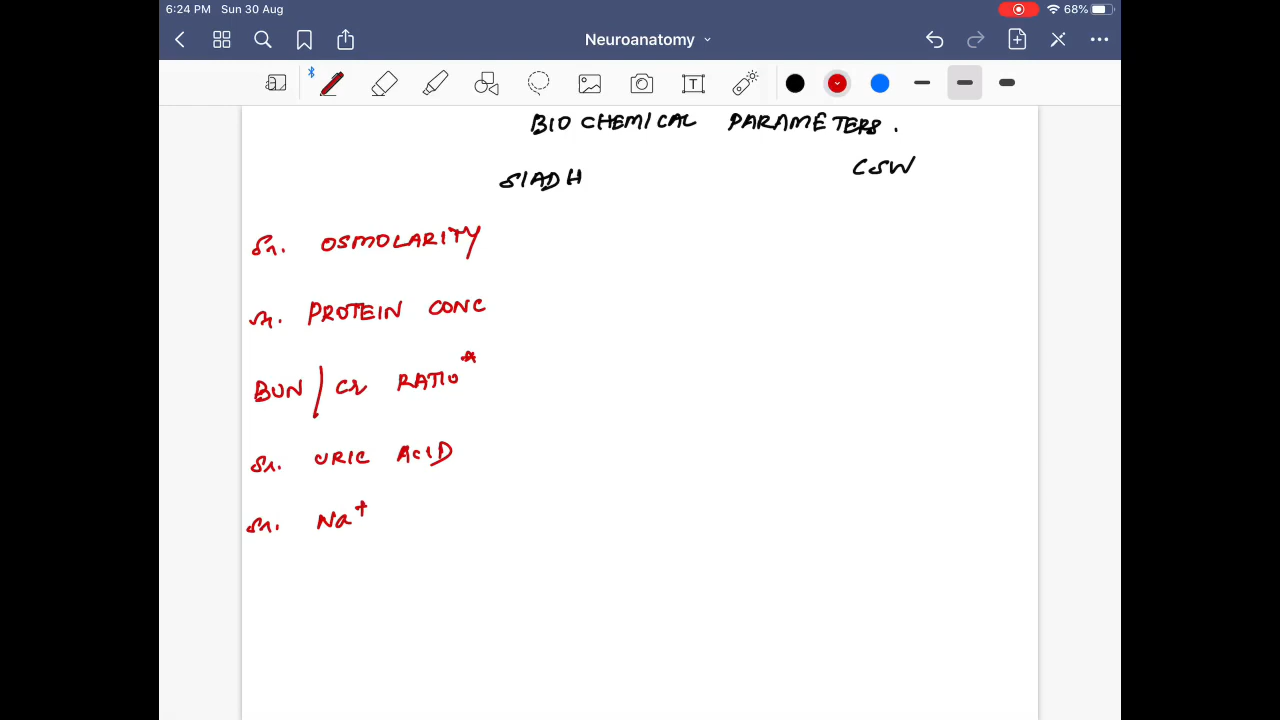 6:24 PM Sun 30 Aug 68%
Neuroanatomy
T
BIOCHEMICAL PARAMETERS.
SIADH CSW
Sr. OSMOLARITY
Sr. PROTEIN CONC
BUN/Cr RATIO*
Sr. URIC ACID
Sr. Na+